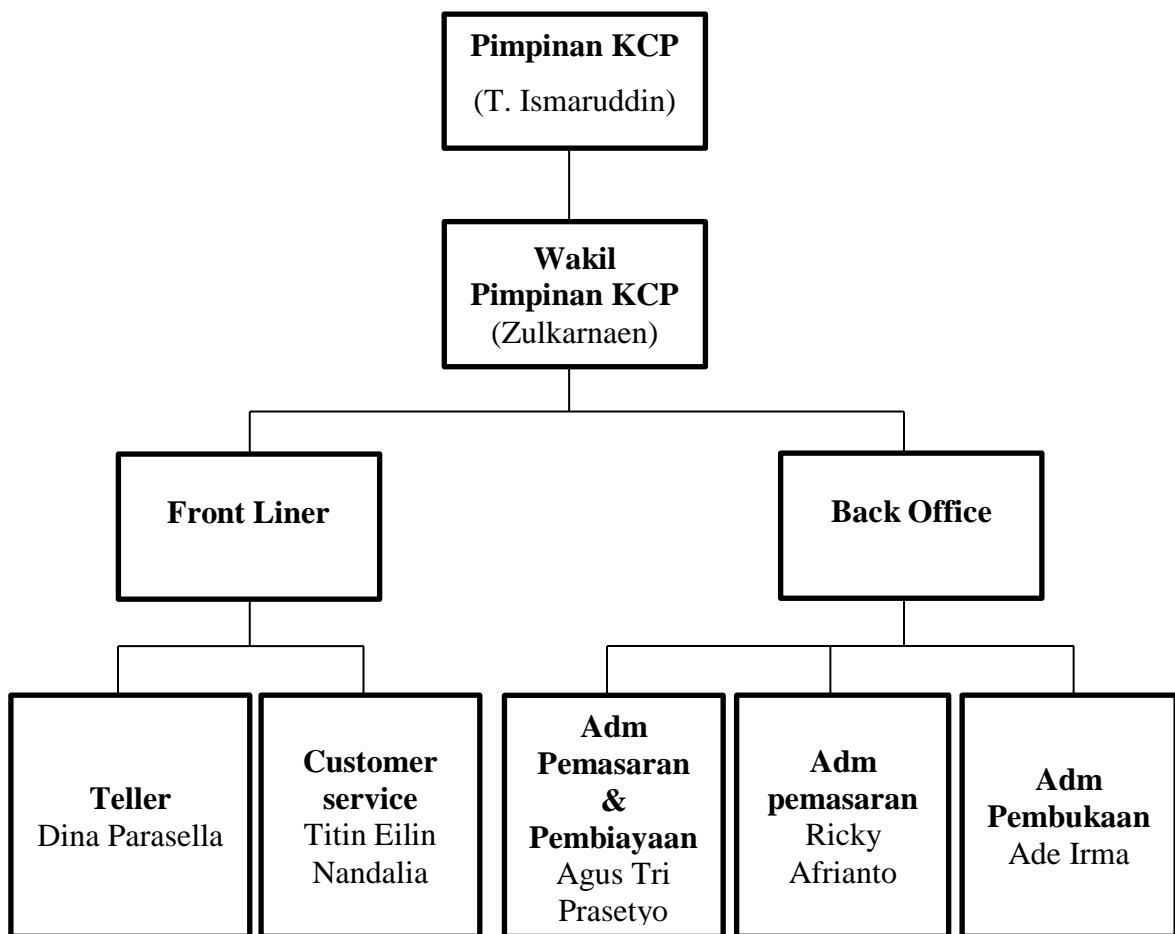 Pimpinan KCP
(T. Ismaruddin)
Wakil
Pimpinan KCP
(Zulkarnaen)
Front Liner
Back Office
Teller
Dina Parasella
Customer
service
Titin Eilin
Nandalia
Adm
Pemasaran
&
Pembiayaan
Agus Tri
Prasetyo
Adm
pemasaran
Ricky
Afrianto
Adm
Pembukaan
Ade Irma